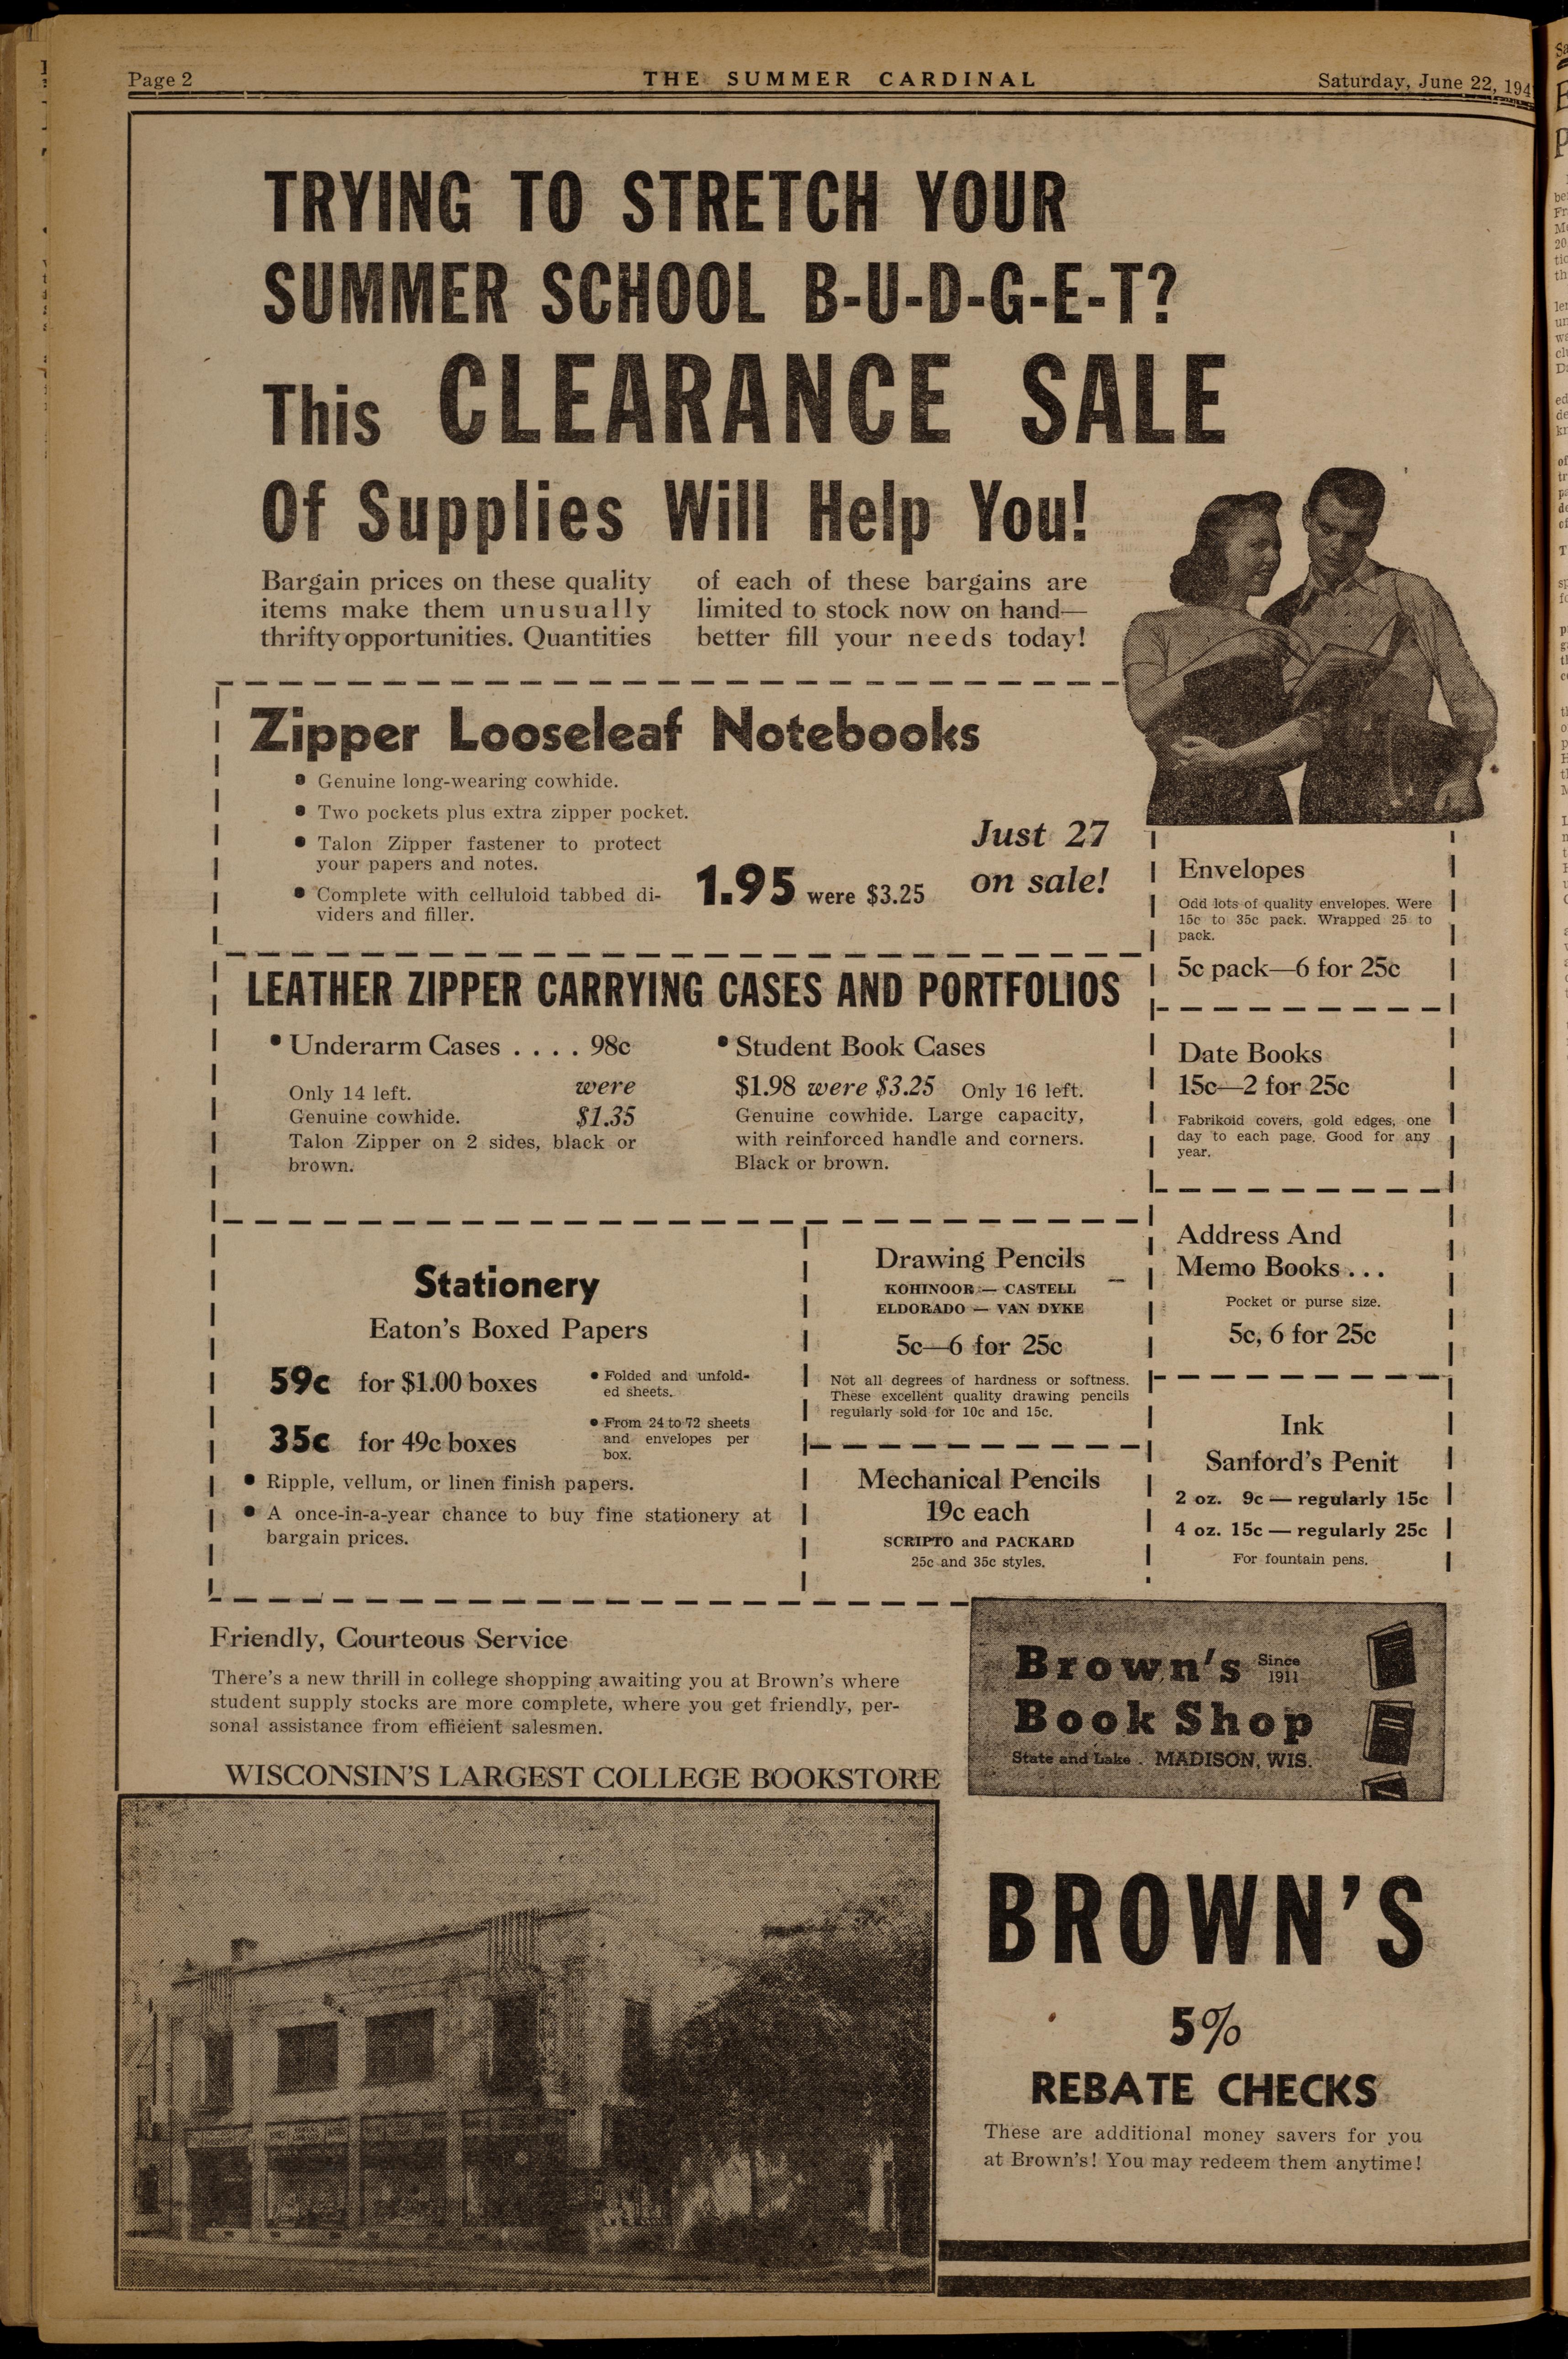 Page 2
THE SUMMER CARDINAL
Saturday, June 22, 194
TRYING TO STRETCH YOUR
SUMMER SCHOOL B-U-D-G-E-T?
This CLEARANCE SALE
Of Supplies Will Help You!
Bargain prices on these quality
items make them unusually
thrifty opportunities. Quantities
of each of these bargains are
limited to stock now on hand—
better fill your needs today!
Zipper Looseleaf Notebooks
• Genuine long-wearing cowhide.
• Two pockets plus extra zipper pocket.
• Talon Zipper fastener to protect
your papers and notes.
• Complete with celluloid tabbed di-
viders and filler.
1.95 were $3.25
Just 27
on sale!
LEATHER ZIPPER CARRYING CASES AND PORTFOLIOS
• Underarm Cases . . . . 98c
Only 14 left. were
Genuine cowhide. $1.35
Talon Zipper on 2 sides, black or
brown.
• Student Book Cases
$1.98 were $3.25 Only 16 left.
Genuine cowhide. Large capacity,
with reinforced handle and corners.
Black or brown.
Envelopes
Odd lots of quality envelopes. Were
15c to 35c pack. Wrapped 25 to
pack.
5c pack—6 for 25c
Date Books
15c—2 for 25c
Fabrikoid covers, gold edges, one
day to each page. Good for any
year.
Address And
Memo Books . . .
Pocket or purse size.
5c, 6 for 25c
Ink
Sanford's Penit
2 oz. 9c — regularly 15c
4 oz. 15c — regularly 25c
For fountain pens.
Stationery
Eaton's Boxed Papers
59c for $1.00 boxes
35c for 49c boxes
• Folded and unfold-
ed sheets.
• From 24 to 72 sheets
and envelopes per
box.
• Ripple, vellum, or linen finish papers.
• A once-in-a-year chance to buy fine stationery at
bargain prices.
Drawing Pencils
KOHINOOR — CASTELL
ELDORADO — VAN DYKE
5c—6 for 25c
Not all degrees of hardness or softness.
These excellent quality drawing pencils
regularly sold for 10c and 15c.
Mechanical Pencils
19c each
SCRIPTO and PACKARD
25c and 35c styles.
Friendly, Courteous Service
There's a new thrill in college shopping awaiting you at Brown's where
student supply stocks are more complete, where you get friendly, per-
sonal assistance from efficient salesmen.
WISCONSIN'S LARGEST COLLEGE BOOKSTORE
Brown's Since
1911
Book Shop
State and Lake . MADISON, WIS.
BROWN'S
5%
REBATE CHECKS
These are additional money savers for you
at Brown's! You may redeem them anytime!